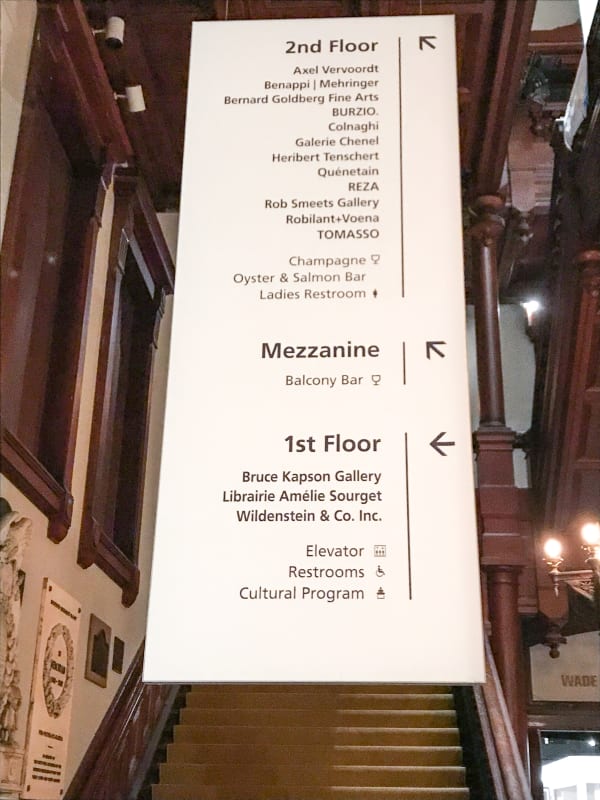 2nd Floor
Axel Vervoordt
Benappi | Mehringer
Bernard Goldberg Fine Arts
BURZIO.
Colnaghi
Galerie Chenel
Heribert Tenschert
Quénetain
REZA
Rob Smeets Gallery
Robilant+Voena
TOMASSO
Champagne
Oyster & Salmon Bar
Ladies Restroom
Mezzanine
Balcony Bar
1st Floor
Bruce Kapson Gallery
Librairie Amélie Sourget
Wildenstein & Co. Inc.
Elevator
Restrooms
Cultural Program
WADE